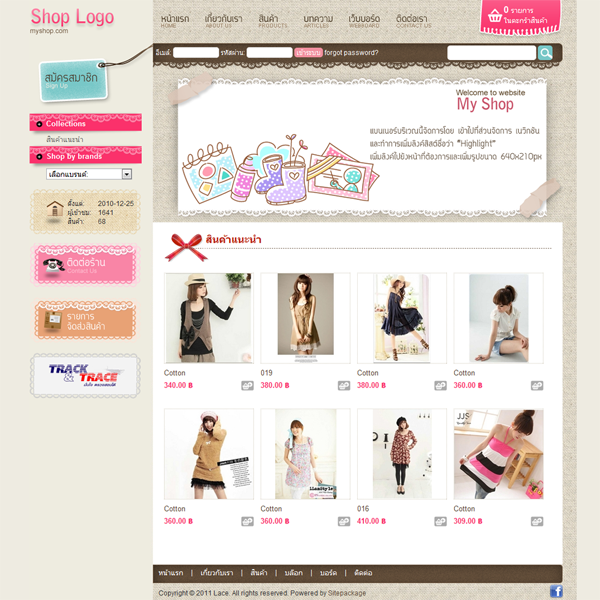 Shop Logo
myshop.com
หน้าแรก เกี่ยวกับเรา สินค้า บทความ เว็บบอร์ด ติดต่อเรา
HOME ABOUT US PRODUCTS ARTICLES WEBBOARD CONTACT US
0 รายการ
ในตะกร้าสินค้า
อีเมล์: รหัสผ่าน: เข้าระบบ forgot password?
สมัครสมาชิก
Sign Up
Collections
สินค้าแนะนำ
Shop by brands
เลือกแบรนด์:
ตั้งแต่: 2010-12-25
ผู้เข้าชม: 1641
สินค้า: 68
ติดต่อร้าน
Contact Us
รายการ
จัดส่งสินค้า
TRACK
& TRACE
Welcome to website
My Shop
แบนเนอร์บริเวณนี้จัดการโดย เข้าไปที่ส่วนจัดการ เนวิกชัน
และทำการเพิ่มลิงค์ลิสต์ชื่อว่า "Highlight"
เพิ่มลิงค์ไปยังหน้าที่ต้องการและเพิ่มรูปขนาด 640x210px
สินค้าแนะนำ
Cotton 019 Cotton Cotton
340.00 ฿ 380.00 ฿ 380.00 ฿ 360.00 ฿
JJS
Cotton Cotton 016 Cotton
360.00 ฿ 360.00 ฿ 410.00 ฿ 309.00 ฿
หน้าแรก | เกี่ยวกับเรา | สินค้า | บล๊อก | บอร์ด | ติดต่อ
Copyright © 2011 Lace. All rights reserved. Powered by Sitepackage